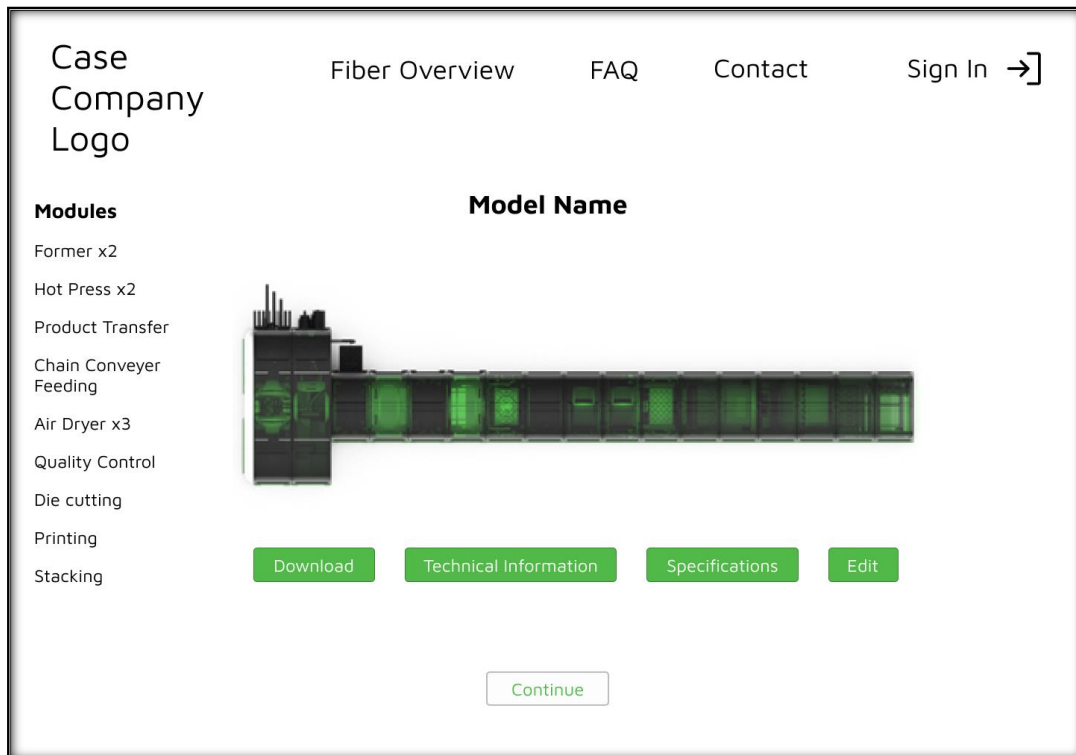 Case
Company
Logo
Fiber Overview
FAQ
Contact
Sign In
Modules
Former x2
Hot Press x2
Product Transfer
Chain Conveyer
Feeding
Air Dryer x3
Quality Control
Die cutting
Printing
Stacking
Model Name
Download
Technical Information
Specifications
Edit
Continue